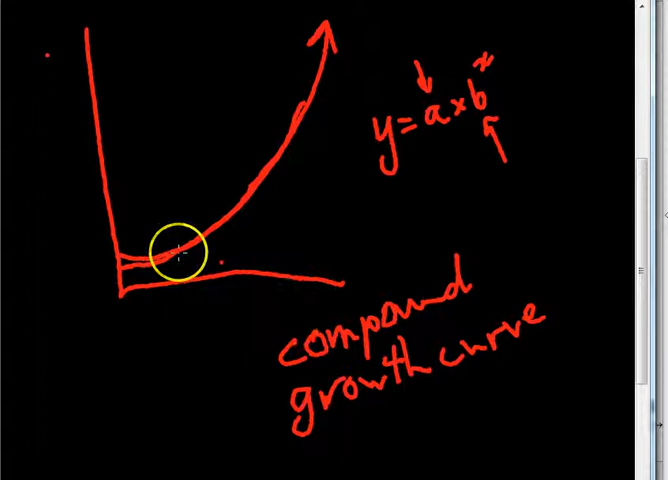 y = a × b^x
compound
growth curve